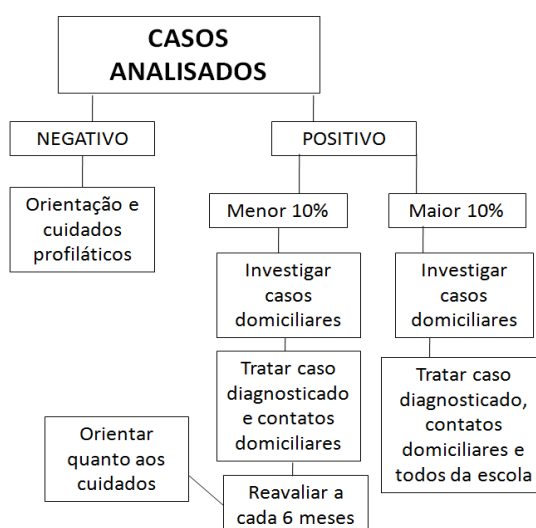 CASOS
ANALISADOS
NEGATIVO
POSITIVO
Orientação e
cuidados
profiláticos
Menor 10%
Maior 10%
Investigar
casos
domiciliares
Investigar
casos
domiciliares
Tratar caso
diagnosticado
e contatos
domiciliares
Tratar caso
diagnosticado,
contatos
domiciliares e
todos da escola
Orientar
quanto aos
cuidados
Reavaliar a
cada 6 meses